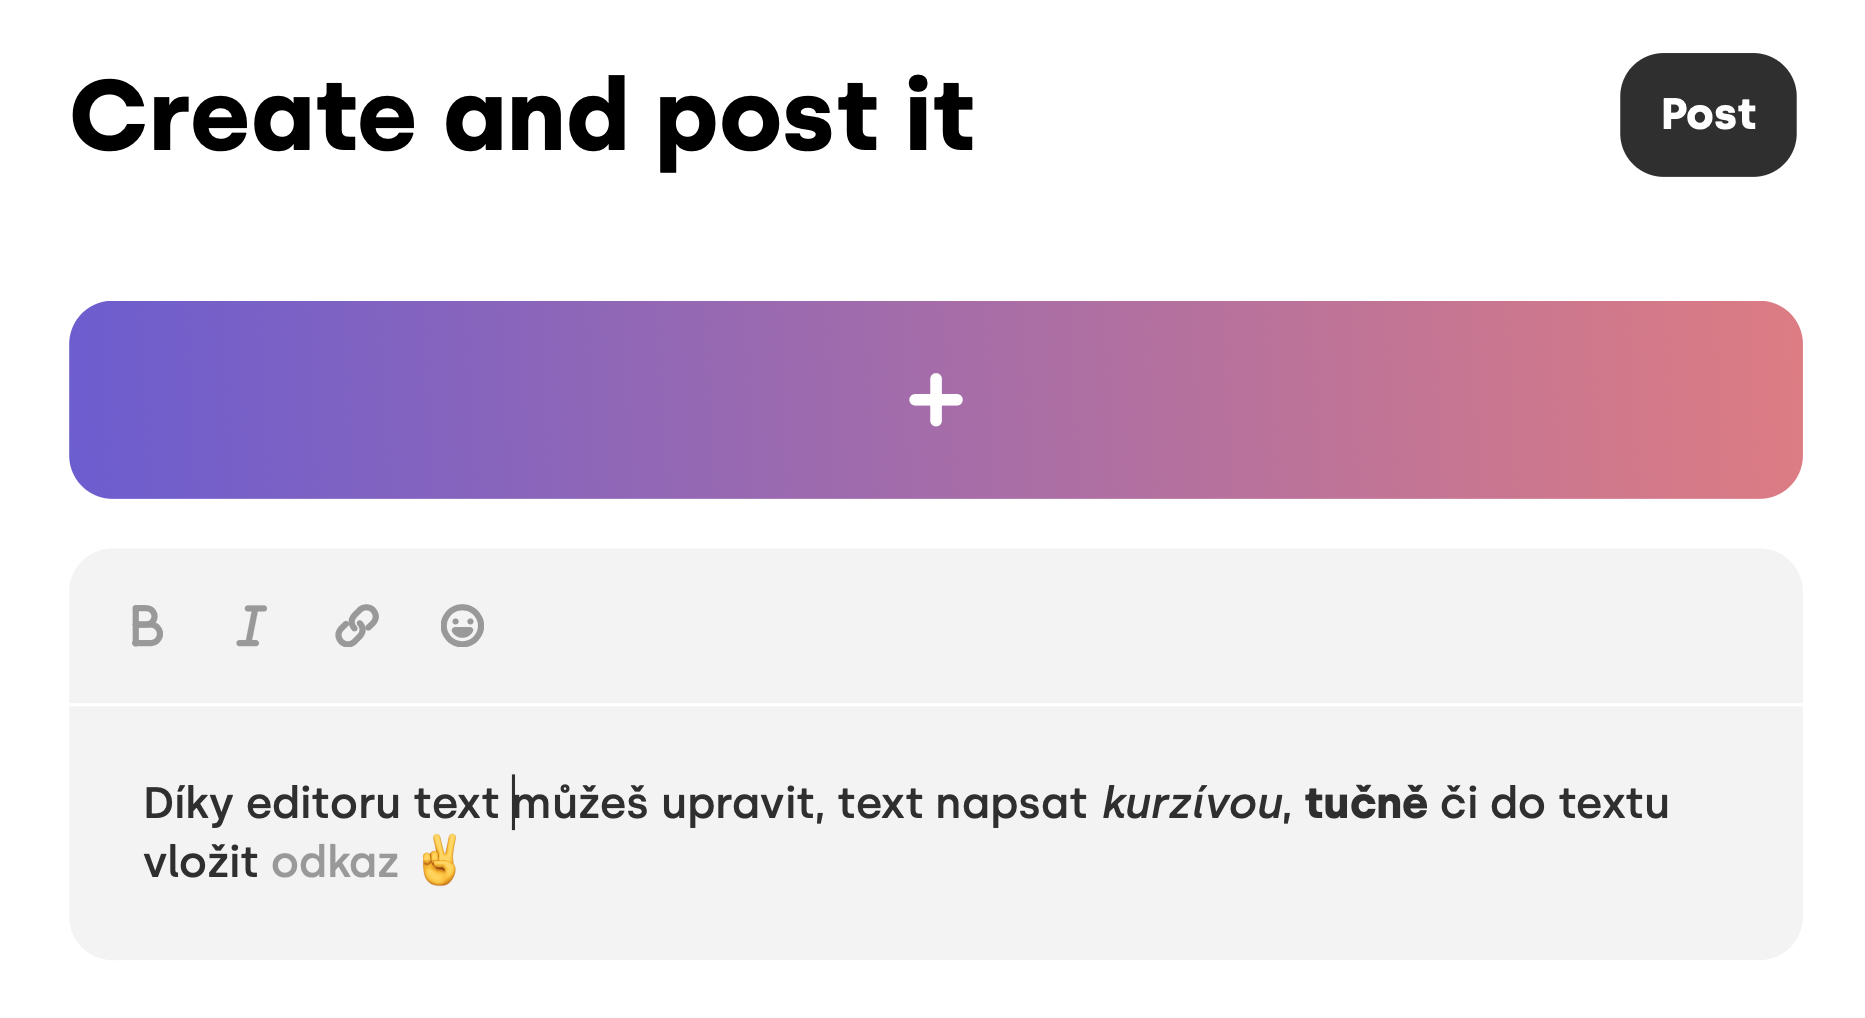 Create and post it
Post
B I
Díky editoru text můžeš upravit, text napsat kurzívou, tučně či do textu
vložit odkaz ✌️